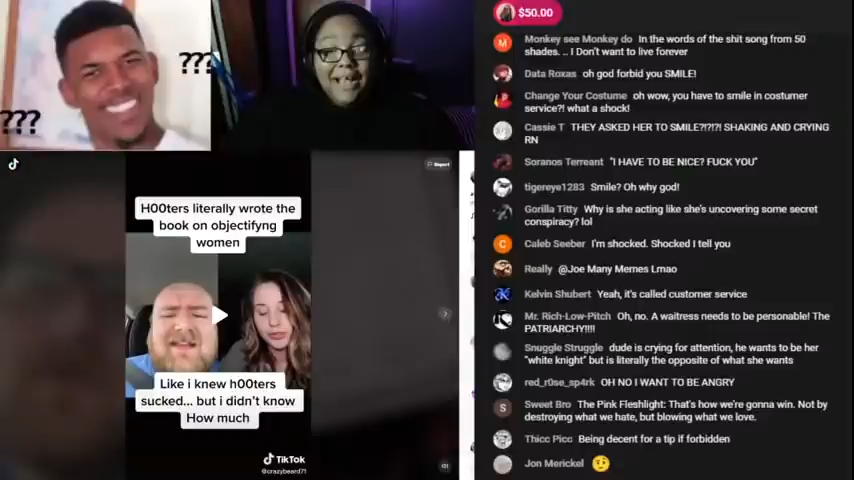 ???
???
Report
H00ters literally wrote the
book on objectifyng
women
Like i knew h00ters
sucked... but i didn't know
How much
TikTok
@crazybeard71
$50.00
Monkey see Monkey do In the words of the shit song from 50
shades. .. I Don't want to live forever
Data Roxas oh god forbid you SMILE!
Change Your Costume oh wow, you have to smile in costumer
service?! what a shock!
Cassie T THEY ASKED HER TO SMILE?!?!?! SHAKING AND CRYING
RN
Soranos Terreant "I HAVE TO BE NICE? FUCK YOU"
tigereye1283 Smile? Oh why god!
Gorilla Titty Why is she acting like she's uncovering some secret
conspiracy? lol
Caleb Seeber I'm shocked. Shocked I tell you
Really @Joe Many Memes Lmao
Kelvin Shubert Yeah, it's called customer service
Mr. Rich-Low-Pitch Oh, no. A waitress needs to be personable! The
PATRIARCHY!!!!
Snuggle Struggle dude is crying for attention, he wants to be her
"white knight" but is literally the opposite of what she wants
red_r0se_sp4rk OH NO I WANT TO BE ANGRY
Sweet Bro The Pink Fleshlight: That's how we're gonna win. Not by
destroying what we hate, but blowing what we love.
Thicc Picc Being decent for a tip if forbidden
Jon Merickel